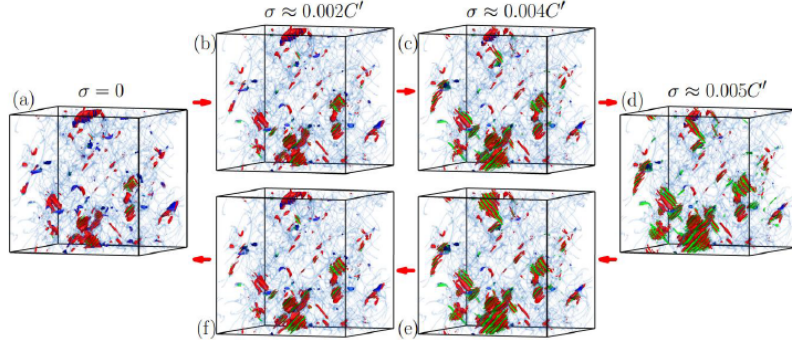 σ ≈ 0.002C′
σ ≈ 0.004C′
(b)
(c)
σ = 0
σ ≈ 0.005C′
(a)
(d)
(f)
(e)